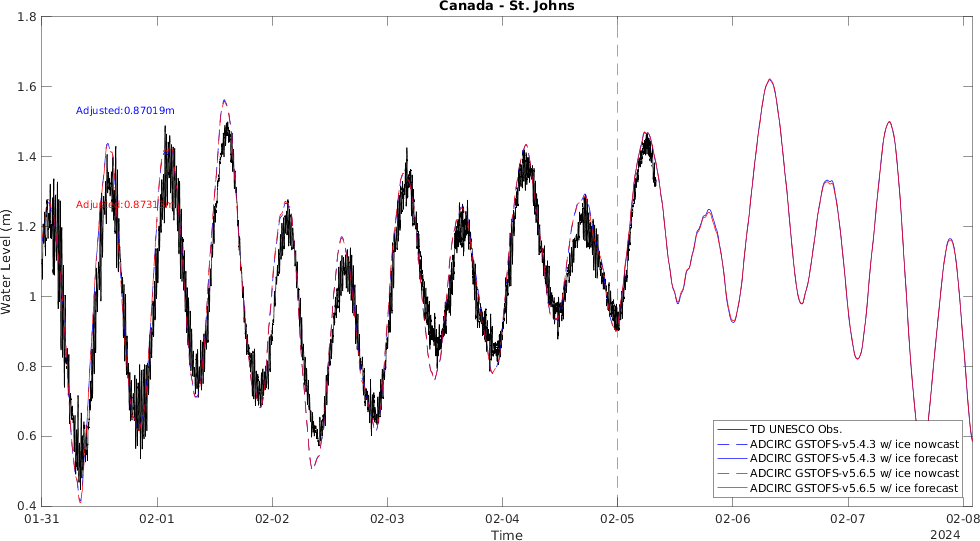 Canada - St. Johns
1.8
1.6
1.4
1.2
1
0.8
0.6
0.4
Water Level (m)
Adjusted:0.87019m
TD UNESCO Obs.
ADCIRC GSTOFS-v5.4.3 w/ ice nowcast
ADCIRC GSTOFS-v5.4.3 w/ ice forecast
ADCIRC GSTOFS-v5.6.5 w/ ice nowcast
ADCIRC GSTOFS-v5.6.5 w/ ice forecast
01-31 02-01 02-02 02-03 02-04 02-05 02-06 02-07 02-08
Time
2024